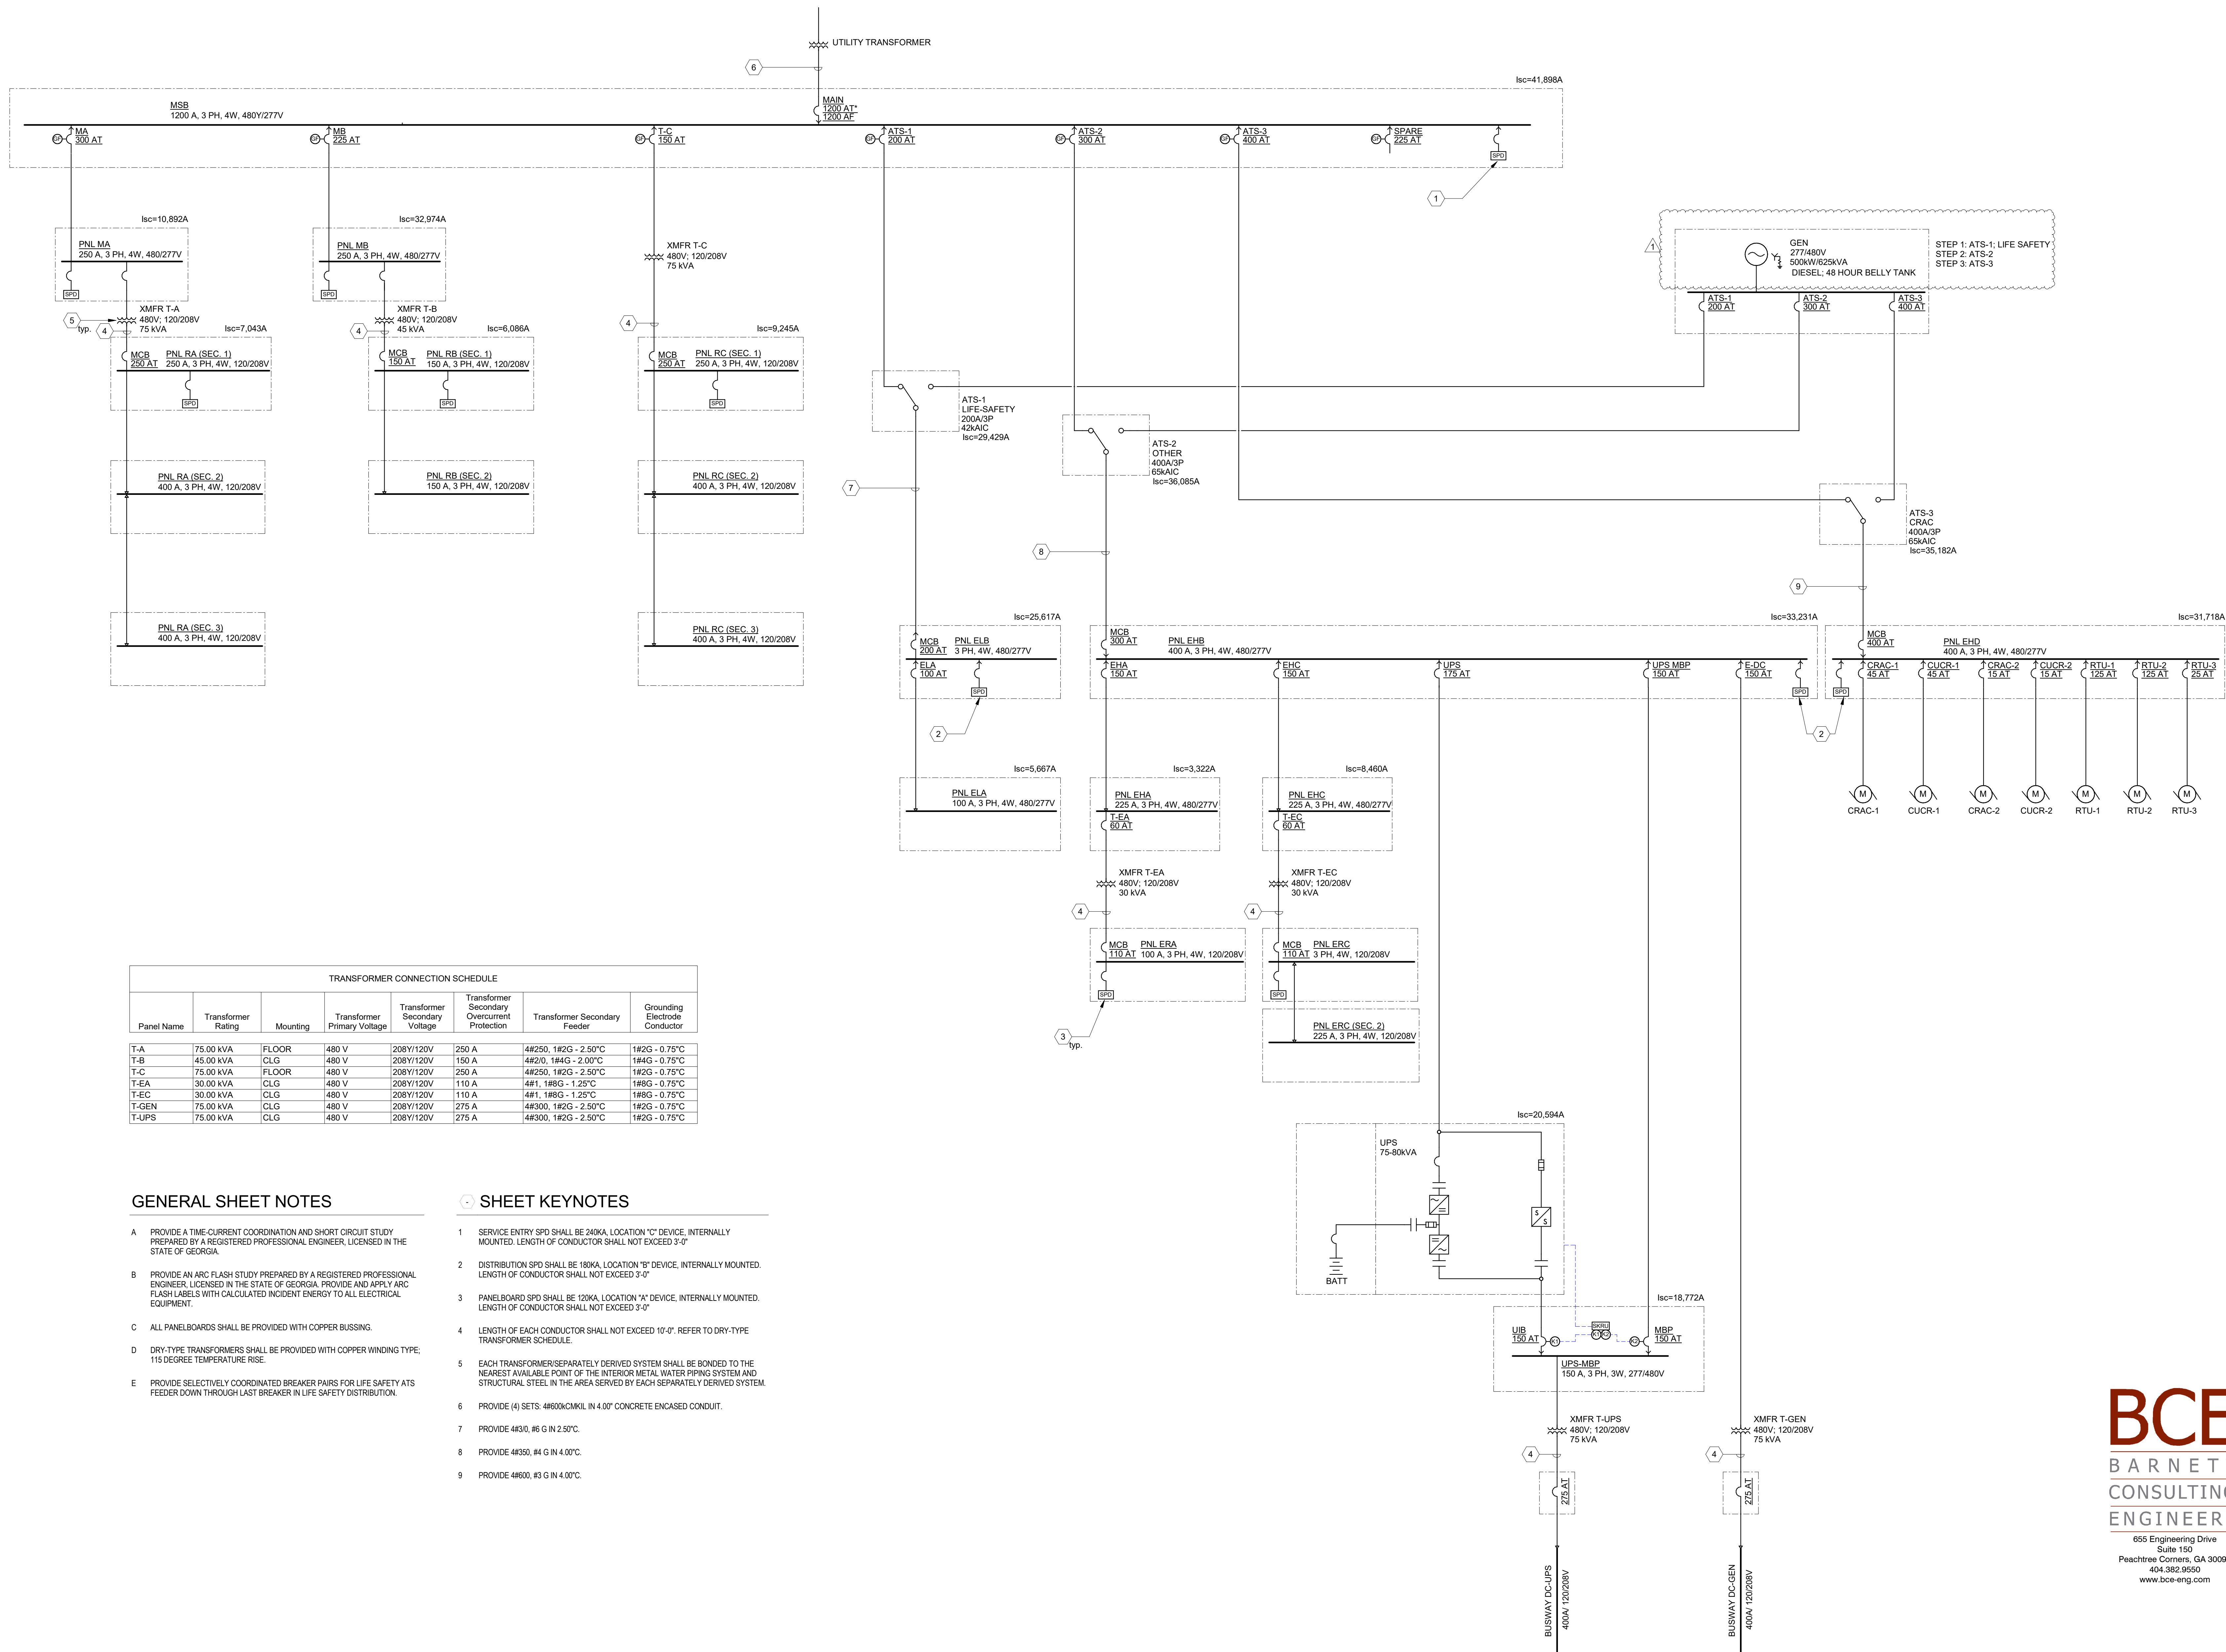 UTILITY TRANSFORMER
6
Isc=41,898A
MSB
1200 A, 3 PH, 4W, 480Y/277V
MAIN
1200 AT*
1200 AF
GF
MA
300 AT
GF
MB
225 AT
GF
T-C
150 AT
GF
ATS-1
200 AT
GF
ATS-2
300 AT
GF
ATS-3
400 AT
GF
SPARE
225 AT
SPD
1
Isc=10,892A
PNL MA
250 A, 3 PH, 4W, 480/277V
SPD
XMFR T-A
480V; 120/208V
75 kVA
5
typ.
4
Isc=7,043A
MCB
250 AT
PNL RA (SEC. 1)
250 A, 3 PH, 4W, 120/208V
SPD
PNL RA (SEC. 2)
400 A, 3 PH, 4W, 120/208V
PNL RA (SEC. 3)
400 A, 3 PH, 4W, 120/208V
Isc=32,974A
PNL MB
250 A, 3 PH, 4W, 480/277V
SPD
XMFR T-B
480V; 120/208V
45 kVA
4
Isc=6,086A
MCB
150 AT
PNL RB (SEC. 1)
150 A, 3 PH, 4W, 120/208V
SPD
PNL RB (SEC. 2)
150 A, 3 PH, 4W, 120/208V
XMFR T-C
480V; 120/208V
75 kVA
4
Isc=9,245A
MCB
250 AT
PNL RC (SEC. 1)
250 A, 3 PH, 4W, 120/208V
SPD
PNL RC (SEC. 2)
400 A, 3 PH, 4W, 120/208V
PNL RC (SEC. 3)
400 A, 3 PH, 4W, 120/208V
1
GEN
277/480V
500kW/625kVA
DIESEL; 48 HOUR BELLY TANK
STEP 1: ATS-1; LIFE SAFETY
STEP 2: ATS-2
STEP 3: ATS-3
ATS-1
200 AT
ATS-2
300 AT
ATS-3
400 AT
ATS-1
LIFE-SAFETY
200A/3P
42kAIC
Isc=29,429A
ATS-2
OTHER
400A/3P
65kAIC
Isc=36,085A
ATS-3
CRAC
400A/3P
65kAIC
Isc=35,182A
7
8
9
Isc=25,617A
MCB
200 AT
PNL ELB
3 PH, 4W, 480/277V
ELA
100 AT
SPD
2
Isc=5,667A
PNL ELA
100 A, 3 PH, 4W, 480/277V
Isc=33,231A
MCB
300 AT
PNL EHB
400 A, 3 PH, 4W, 480/277V
EHA
150 AT
EHC
150 AT
UPS
175 AT
UPS MBP
150 AT
E-DC
150 AT
SPD
2
Isc=31,718A
MCB
400 AT
PNL EHD
400 A, 3 PH, 4W, 480/277V
SPD
CRAC-1
45 AT
CUCR-1
45 AT
CRAC-2
15 AT
CUCR-2
15 AT
RTU-1
125 AT
RTU-2
125 AT
RTU-3
25 AT
M
M
M
M
M
M
M
CRAC-1
CUCR-1
CRAC-2
CUCR-2
RTU-1
RTU-2
RTU-3
Isc=3,322A
PNL EHA
225 A, 3 PH, 4W, 480/277V
T-EA
60 AT
XMFR T-EA
480V; 120/208V
30 kVA
4
MCB
110 AT
PNL ERA
100 A, 3 PH, 4W, 120/208V
SPD
3
typ.
Isc=8,460A
PNL EHC
225 A, 3 PH, 4W, 480/277V
T-EC
60 AT
XMFR T-EC
480V; 120/208V
30 kVA
4
MCB
110 AT
PNL ERC
3 PH, 4W, 120/208V
SPD
PNL ERC (SEC. 2)
225 A, 3 PH, 4W, 120/208V
Isc=20,594A
UPS
75-80kVA
S
S
BATT
Isc=18,772A
UIB
150 AT
K1
SKRU
K1
K2
K2
MBP
150 AT
UPS-MBP
150 A, 3 PH, 3W, 277/480V
XMFR T-UPS
480V; 120/208V
75 kVA
4
275 AT
BUSWAY DC-UPS
400A/ 120/208V
XMFR T-GEN
480V; 120/208V
75 kVA
4
275 AT
BUSWAY DC-GEN
400A/ 120/208V
TRANSFORMER CONNECTION SCHEDULE
Panel Name Transformer Rating Mounting Transformer Primary Voltage Transformer Secondary Voltage Transformer Secondary Overcurrent Protection Transformer Secondary Feeder Grounding Electrode Conductor
T-A 75.00 kVA FLOOR 480 V 208Y/120V 250 A 4#250, 1#2G - 2.50"C 1#2G - 0.75"C
T-B 45.00 kVA CLG 480 V 208Y/120V 150 A 4#2/0, 1#4G - 2.00"C 1#4G - 0.75"C
T-C 75.00 kVA FLOOR 480 V 208Y/120V 250 A 4#250, 1#2G - 2.50"C 1#2G - 0.75"C
T-EA 30.00 kVA CLG 480 V 208Y/120V 110 A 4#1, 1#8G - 1.25"C 1#8G - 0.75"C
T-EC 30.00 kVA CLG 480 V 208Y/120V 110 A 4#1, 1#8G - 1.25"C 1#8G - 0.75"C
T-GEN 75.00 kVA CLG 480 V 208Y/120V 275 A 4#300, 1#2G - 2.50"C 1#2G - 0.75"C
T-UPS 75.00 kVA CLG 480 V 208Y/120V 275 A 4#300, 1#2G - 2.50"C 1#2G - 0.75"C
GENERAL SHEET NOTES
A PROVIDE A TIME-CURRENT COORDINATION AND SHORT CIRCUIT STUDY
PREPARED BY A REGISTERED PROFESSIONAL ENGINEER, LICENSED IN THE
STATE OF GEORGIA.
B PROVIDE AN ARC FLASH STUDY PREPARED BY A REGISTERED PROFESSIONAL
ENGINEER, LICENSED IN THE STATE OF GEORGIA. PROVIDE AND APPLY ARC
FLASH LABELS WITH CALCULATED INCIDENT ENERGY TO ALL ELECTRICAL
EQUIPMENT.
C ALL PANELBOARDS SHALL BE PROVIDED WITH COPPER BUSSING.
D DRY-TYPE TRANSFORMERS SHALL BE PROVIDED WITH COPPER WINDING TYPE;
115 DEGREE TEMPERATURE RISE.
E PROVIDE SELECTIVELY COORDINATED BREAKER PAIRS FOR LIFE SAFETY ATS
FEEDER DOWN THROUGH LAST BREAKER IN LIFE SAFETY DISTRIBUTION.
- SHEET KEYNOTES
1 SERVICE ENTRY SPD SHALL BE 240KA, LOCATION "C" DEVICE, INTERNALLY
MOUNTED. LENGTH OF CONDUCTOR SHALL NOT EXCEED 3'-0"
2 DISTRIBUTION SPD SHALL BE 180KA, LOCATION "B" DEVICE, INTERNALLY MOUNTED.
LENGTH OF CONDUCTOR SHALL NOT EXCEED 3'-0"
3 PANELBOARD SPD SHALL BE 120KA, LOCATION "A" DEVICE, INTERNALLY MOUNTED.
LENGTH OF CONDUCTOR SHALL NOT EXCEED 3'-0"
4 LENGTH OF EACH CONDUCTOR SHALL NOT EXCEED 10'-0". REFER TO DRY-TYPE
TRANSFORMER SCHEDULE.
5 EACH TRANSFORMER/SEPARATELY DERIVED SYSTEM SHALL BE BONDED TO THE
NEAREST AVAILABLE POINT OF THE INTERIOR METAL WATER PIPING SYSTEM AND
STRUCTURAL STEEL IN THE AREA SERVED BY EACH SEPARATELY DERIVED SYSTEM.
6 PROVIDE (4) SETS: 4#600kCMKIL IN 4.00" CONCRETE ENCASED CONDUIT.
7 PROVIDE 4#3/0, #6 G IN 2.50"C.
8 PROVIDE 4#350, #4 G IN 4.00"C.
9 PROVIDE 4#600, #3 G IN 4.00"C.
BCE
BARNET
CONSULTING
ENGINEER
655 Engineering Drive
Suite 150
Peachtree Corners, GA 3009
404.382.9550
www.bce-eng.com